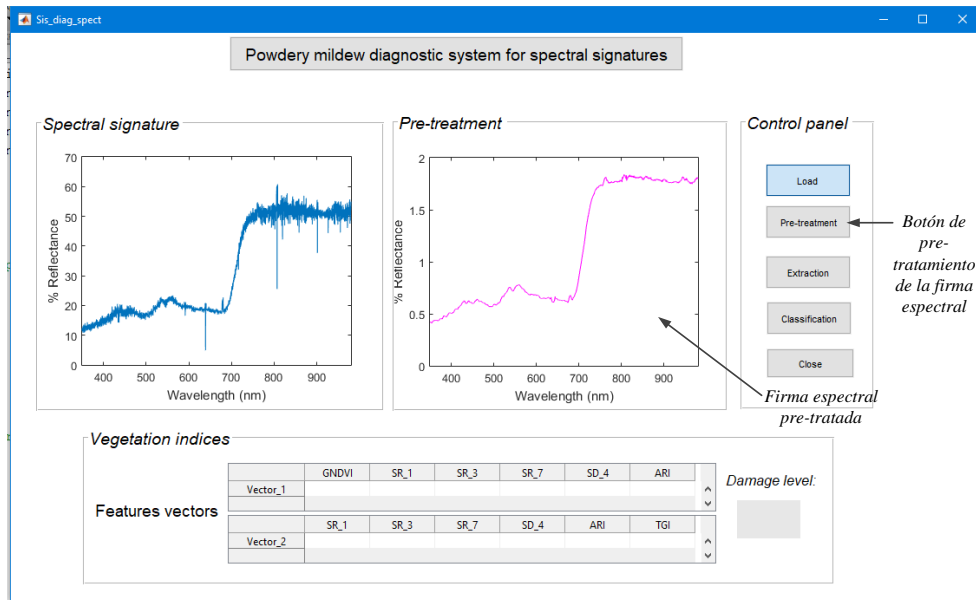 Sis_diag_spect
Powdery mildew diagnostic system for spectral signatures
Spectral signature
70
60
50
40
30
20
10
0
% Reflectance
400 500 600 700 800 900
Wavelength (nm)
Pre-treatment
2
1.5
1
0.5
0
% Reflectance
400 500 600 700 800 900
Wavelength (nm)
Control panel
Load
Pre-treatment
Extraction
Classification
Close
Botón de
pre-
tratamiento
de la firma
espectral
Firma espectral
pre-tratada
Vegetation indices
Features vectors
GNDVI SR_1 SR_3 SR_7 SD_4 ARI
Vector_1
SR_1 SR_3 SR_7 SD_4 ARI TGI
Vector_2
Damage level: